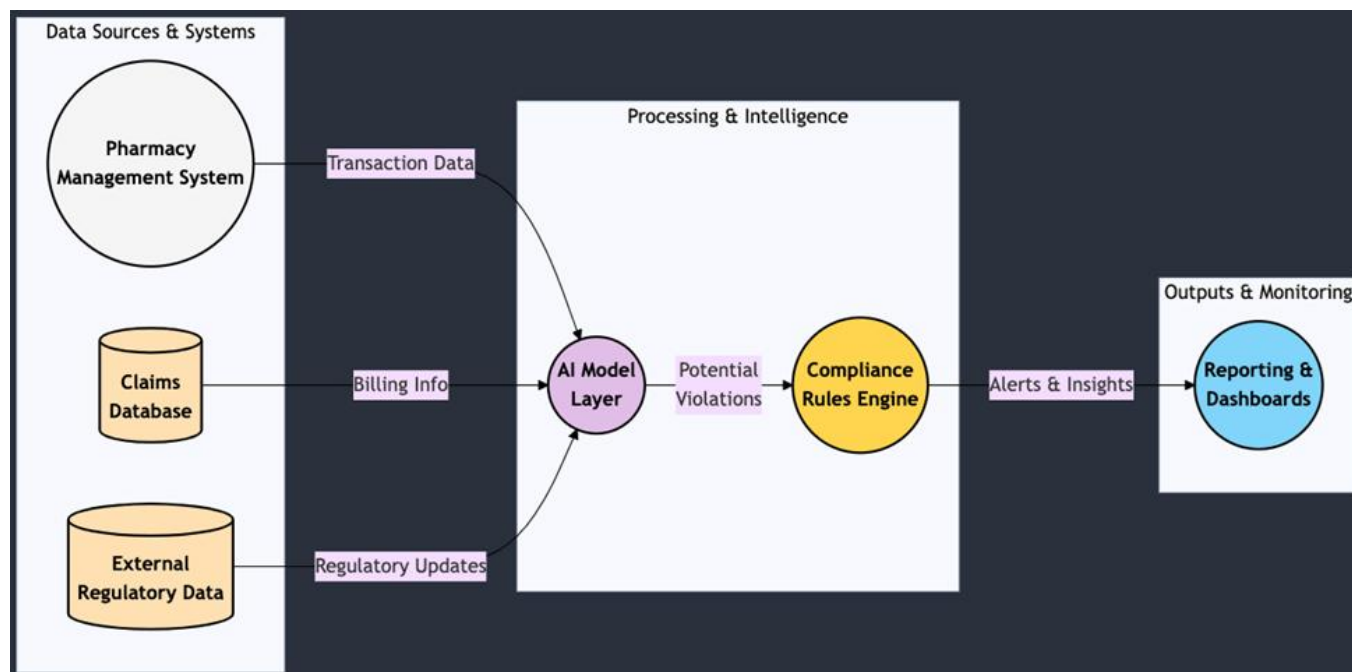 Data Sources & Systems
Pharmacy
Management System
Transaction Data
Processing & Intelligence
Claims
Database
Billing Info
AI Model
Layer
Potential
Violations
Compliance
Rules Engine
Alerts & Insights
Outputs & Monitoring
Reporting &
Dashboards
External
Regulatory Data
Regulatory Updates